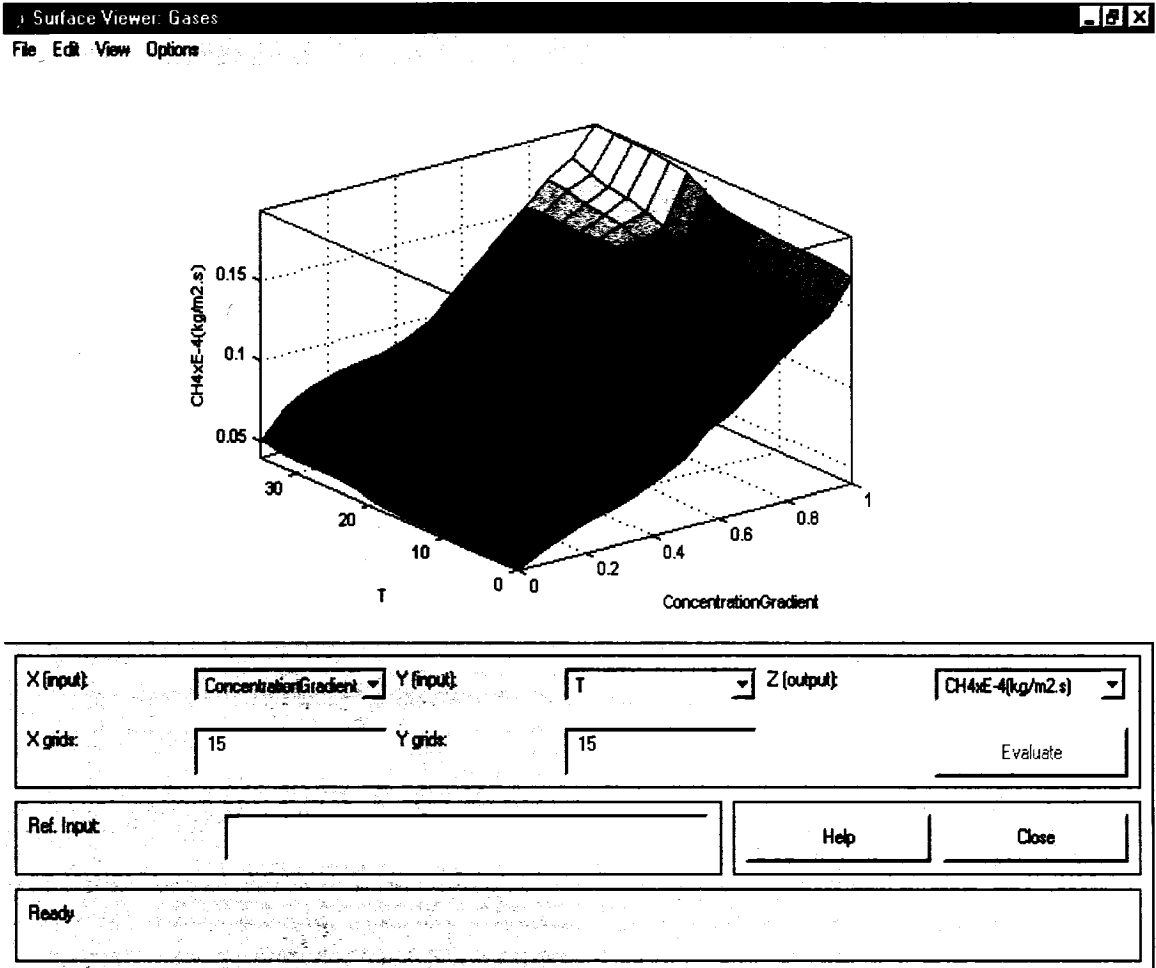 Surface Viewer: Gases
File Edit View Options
CH4xE-4(kg/m2.s)
0.15
0.1
0.05
30
20
10
0
T
0
0.2
0.4
0.6
0.8
1
ConcentrationGradient
X (input): ConcentrationGradient Y (input): T Z (output): CH4xE-4(kg/m2.s)
X grids: 15 Y grids: 15 Evaluate
Ref. Input: Help Close
Ready